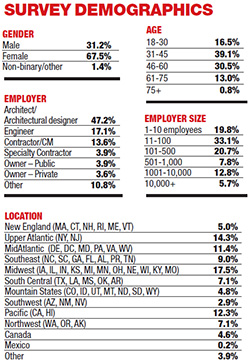 SURVEY DEMOGRAPHICS
GENDER
Male 31.2%
Female 67.5%
Non-binary/other 1.4%
EMPLOYER
Architect/
Architectural designer 47.2%
Engineer 17.1%
Contractor/CM 13.6%
Specialty Contractor 3.9%
Owner – Public 3.9%
Owner – Private 3.6%
Other 10.8%
AGE
18-30 16.5%
31-45 39.1%
46-60 30.5%
61-75 13.0%
75+ 0.8%
EMPLOYER SIZE
1-10 employees 19.8%
11-100 33.1%
101-500 20.7%
501-1,000 7.8%
1001-10,000 12.8%
10,000+ 5.7%
LOCATION
New England (MA, CT, NH, RI, ME, VT) 5.0%
Upper Atlantic (NY, NJ) 14.3%
MidAtlantic (DE, DC, MD, PA, VA, WV) 11.4%
Southeast (NC, SC, GA, FL, AL, PR, TN) 9.0%
Midwest (IA, IL, IN, KS, MI, MN, OH, NE, WI, KY, MO) 17.5%
South Central (TX, LA, MS, OK, AR) 7.1%
Mountain States (CO, ID, UT, MT, ND, SD, WY) 4.8%
Southwest (AZ, NM, NV) 2.9%
Pacific (CA, HI) 12.3%
Northwest (WA, OR, AK) 7.1%
Canada 4.6%
Mexico 0.2%
Other 3.9%